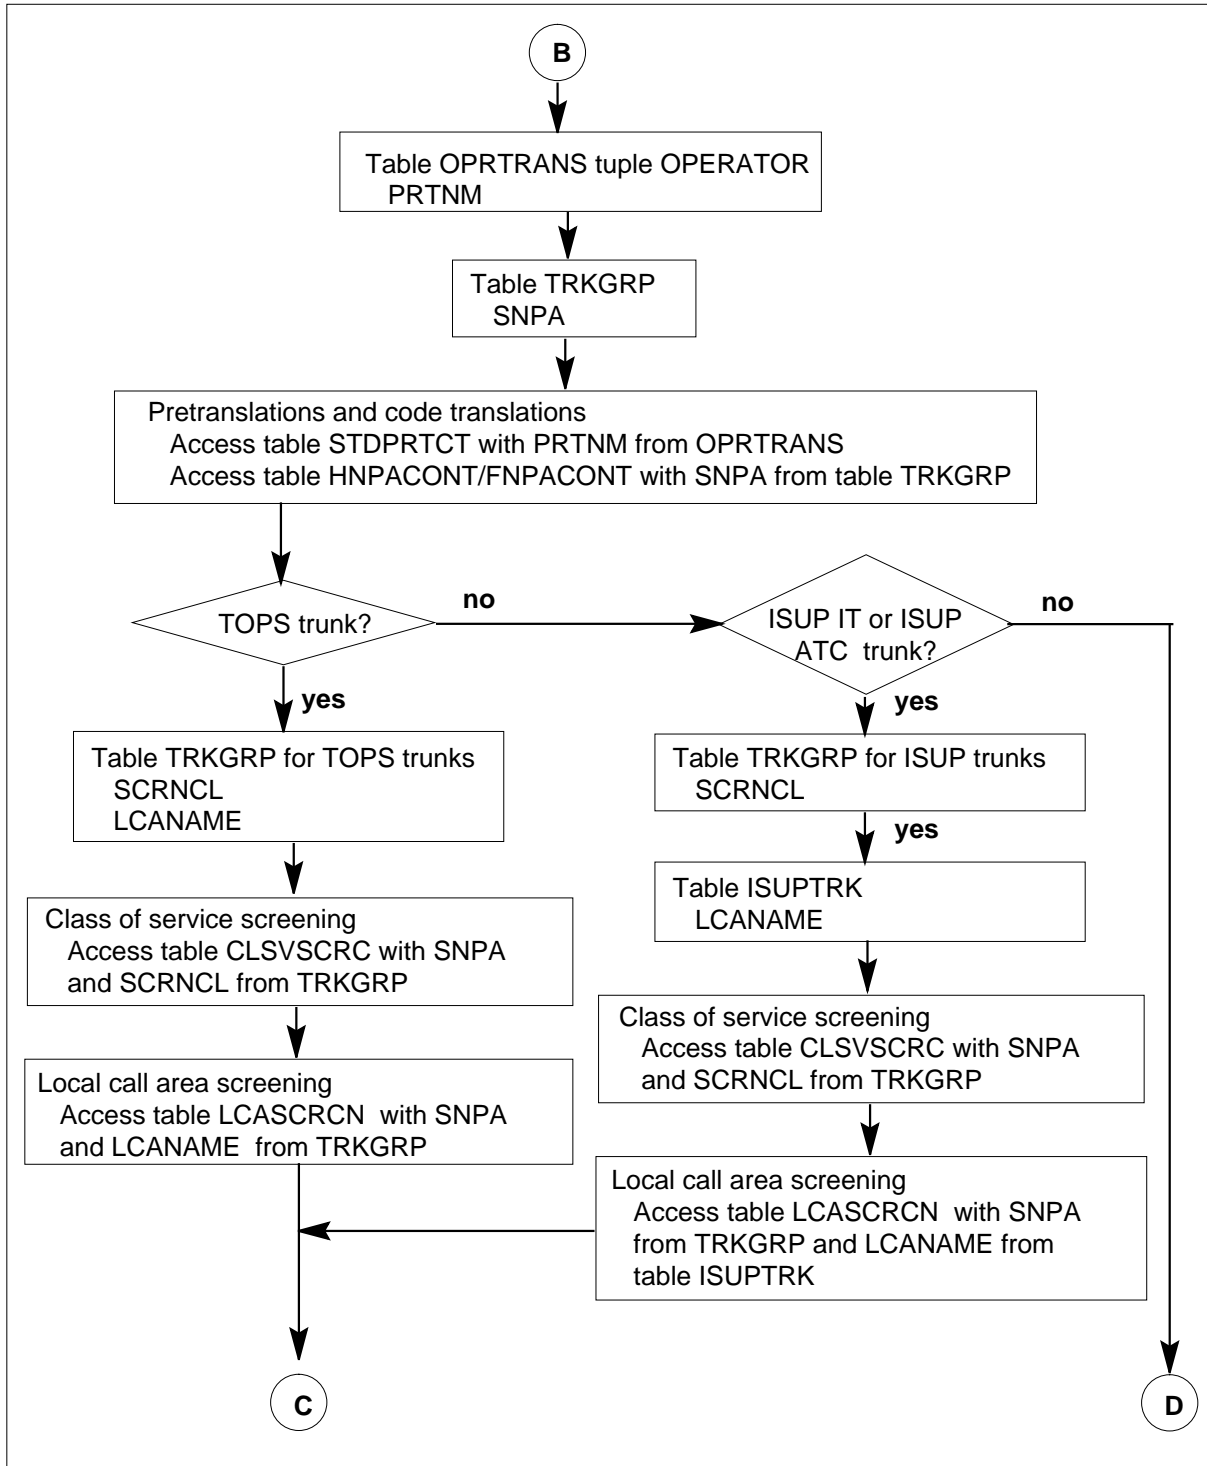 B
Table OPRTRANS tuple OPERATOR
PRTNM
Table TRKGRP
SNPA
Pretranslations and code translations
Access table STDPRTCT with PRTNM from OPRTRANS
Access table HNPACONT/FNPACONT with SNPA from table TRKGRP
TOPS trunk?
no
ISUP IT or ISUP
ATC trunk?
no
yes
yes
Table TRKGRP for TOPS trunks
SCRNCL
LCANAME
Table TRKGRP for ISUP trunks
SCRNCL
yes
Table ISUPTRK
LCANAME
Class of service screening
Access table CLSVSCRC with SNPA
and SCRNCL from TRKGRP
Class of service screening
Access table CLSVSCRC with SNPA
and SCRNCL from TRKGRP
Local call area screening
Access table LCASCRCN with SNPA
and LCANAME from TRKGRP
Local call area screening
Access table LCASCRCN with SNPA
from TRKGRP and LCANAME from
table ISUPTRK
C
D